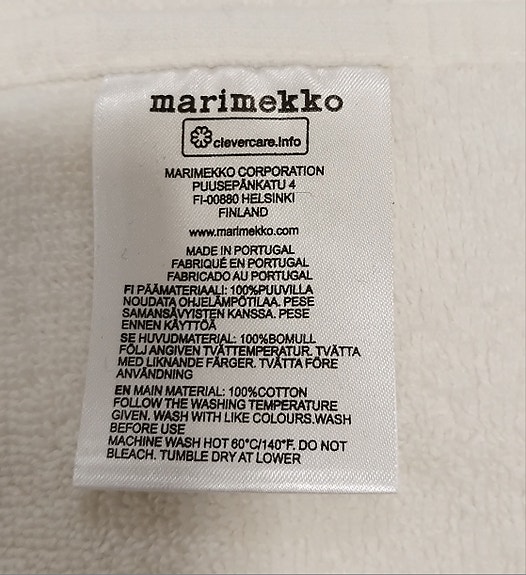 marimekko
clevercare.info
MARIMEKKO CORPORATION
PUUSEPÄNKATU 4
FI-00880 HELSINKI
FINLAND
www.marimekko.com
MADE IN PORTUGAL
FABRIQUÉ EN PORTUGAL
FABRICADO AU PORTUGAL
FI PÄÄMATERIAALI: 100%PUUVILLA
NOUDATA OHJELÄMPÖTILAA. PESE
SAMANSÄVYISTEN KANSSA. PESE
ENNEN KÄYTTÖÄ
SE HUVUDMATERIAL: 100%BOMULL
FÖLJ ANGIVEN TVÄTTEMPERATUR. TVÄTTA
MED LIKNANDE FÄRGER. TVÄTTA FÖRE
ANVÄNDNING
EN MAIN MATERIAL: 100%COTTON
FOLLOW THE WASHING TEMPERATURE
GIVEN. WASH WITH LIKE COLOURS.WASH
BEFORE USE
MACHINE WASH HOT 60°C/140°F. DO NOT
BLEACH. TUMBLE DRY AT LOWER